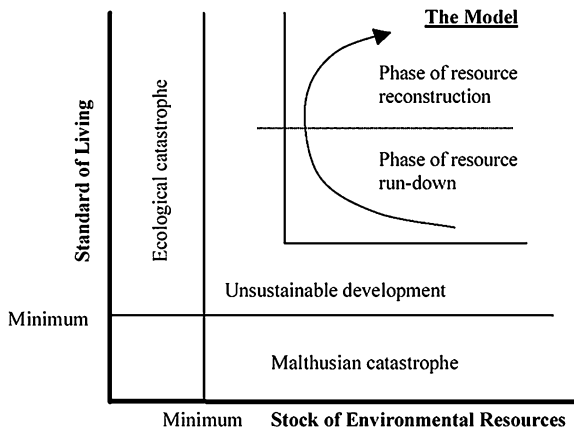 The Model
Phase of resource
reconstruction
Phase of resource
run-down
Standard of Living
Ecological catastrophe
Unsustainable development
Minimum
Malthusian catastrophe
Minimum
Stock of Environmental Resources